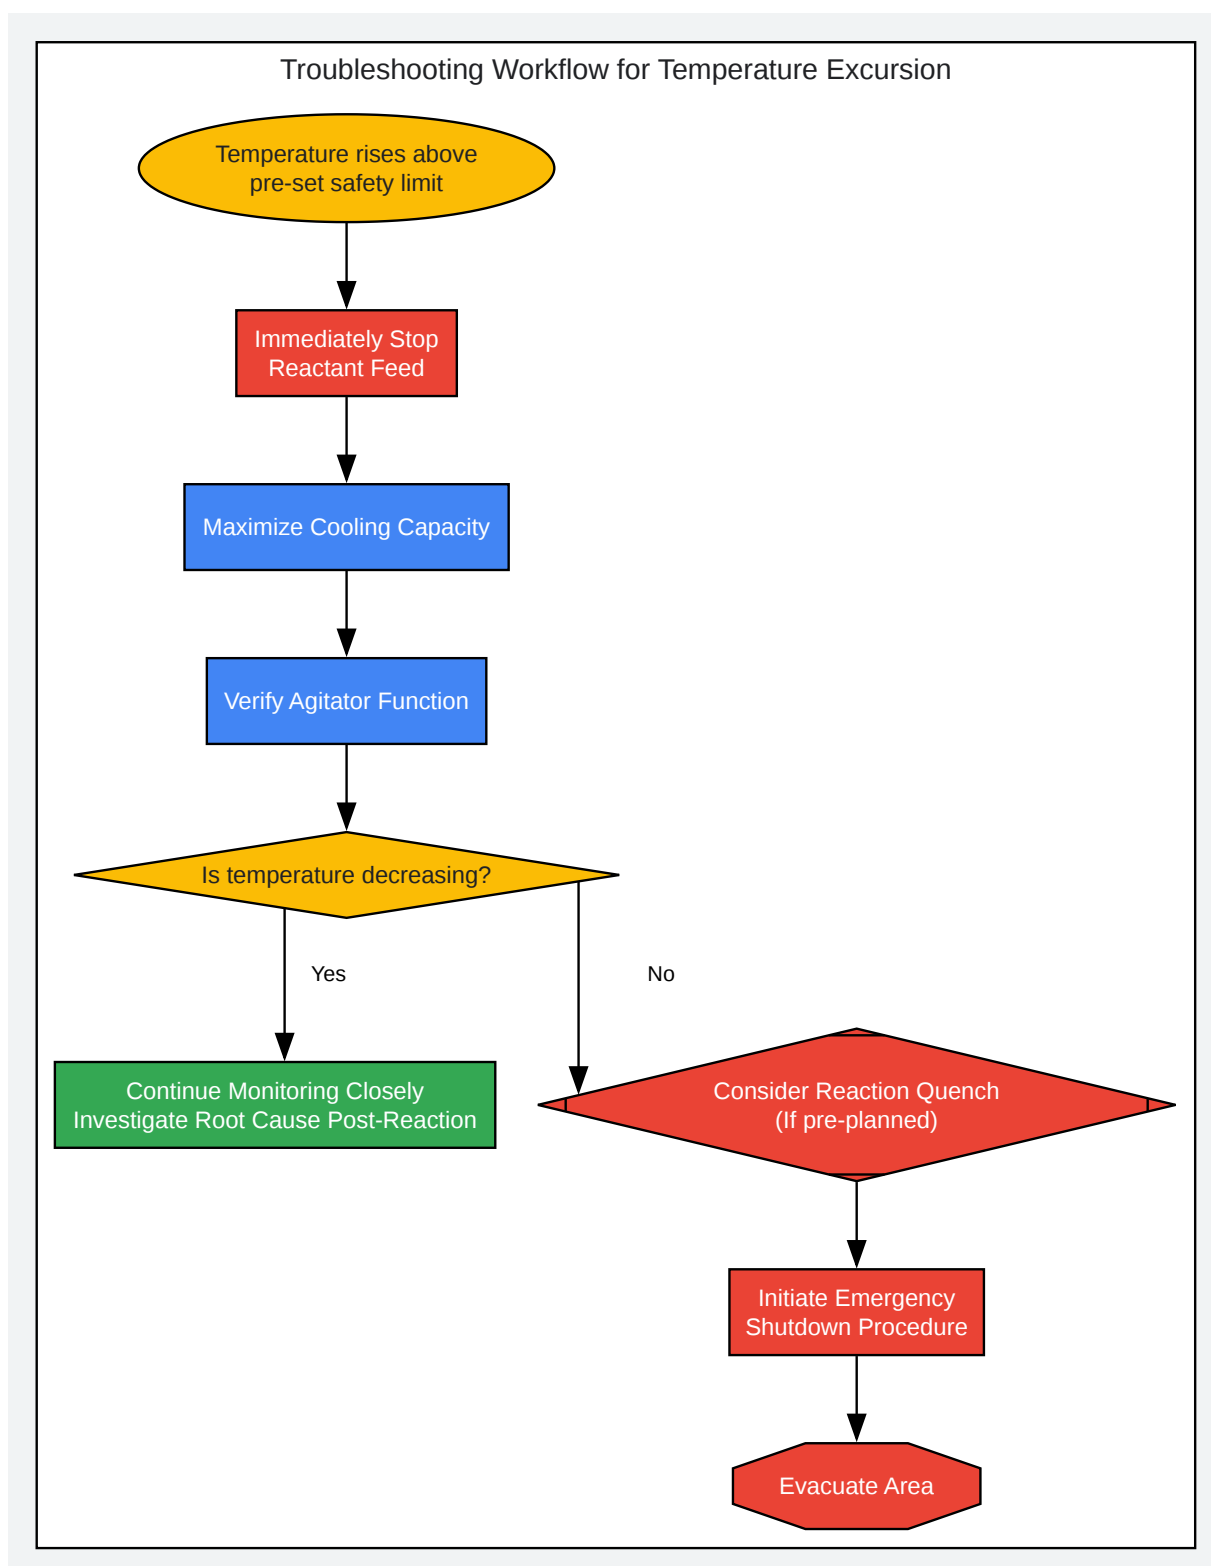 Troubleshooting Workflow for Temperature Excursion
Temperature rises above
pre-set safety limit
Immediately Stop
Reactant Feed
Maximize Cooling Capacity
Verify Agitator Function
Is temperature decreasing?
Yes
No
Continue Monitoring Closely
Investigate Root Cause Post-Reaction
Consider Reaction Quench
(If pre-planned)
Initiate Emergency
Shutdown Procedure
Evacuate Area